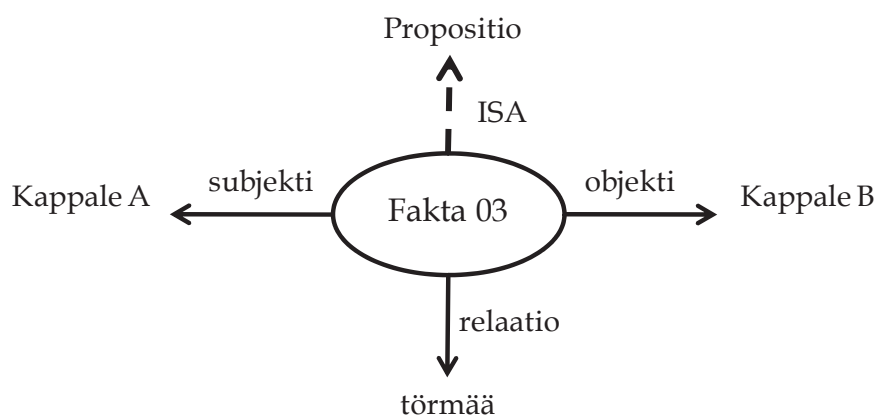 Propositio
ISA
subjekti
objekti
Kappale A
Fakta 03
Kappale B
relaatio
törmää